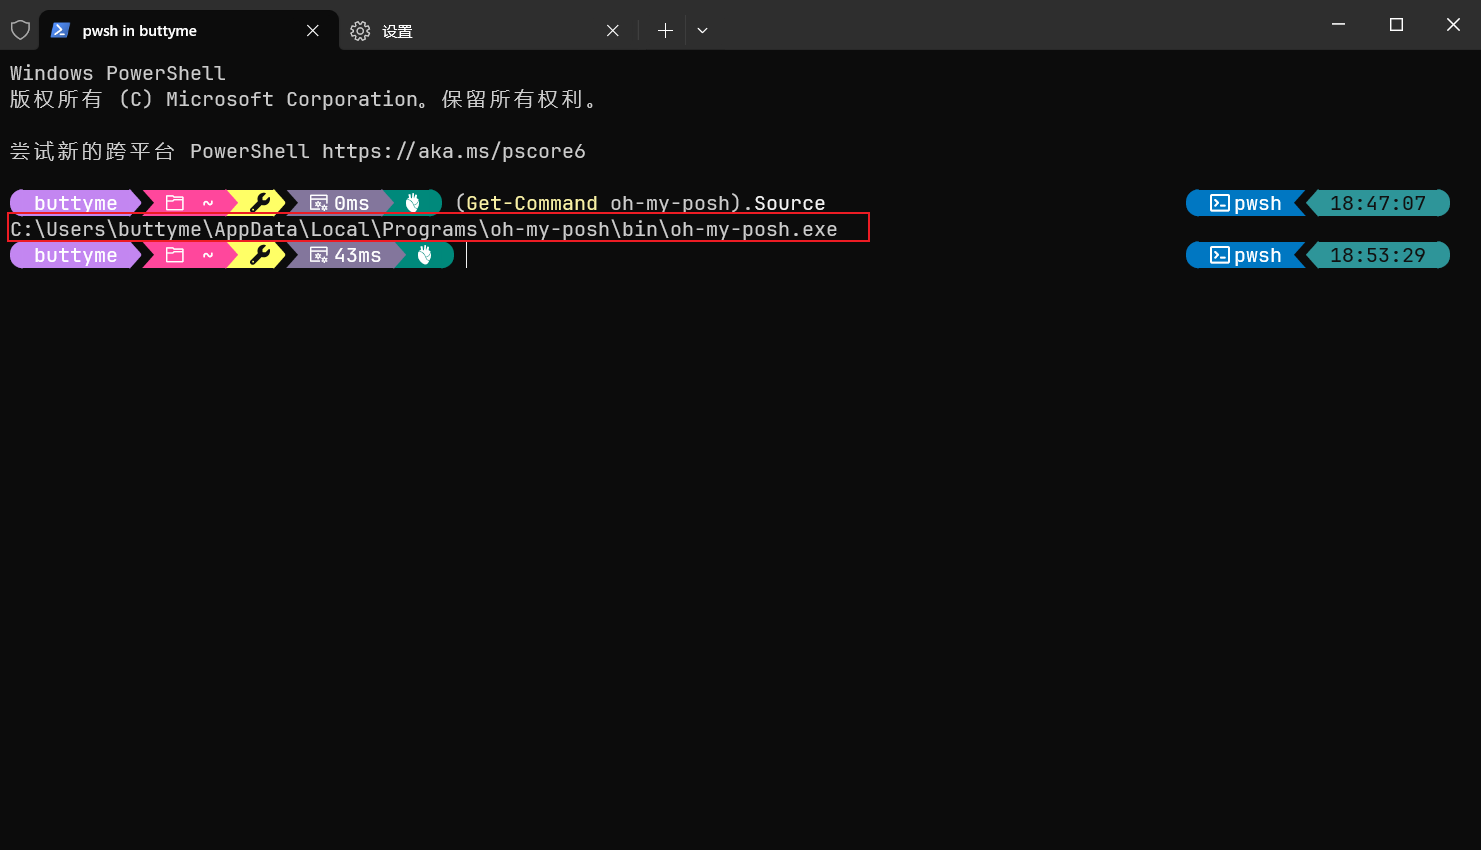 pwsh in buttyme 设置
Windows PowerShell
版权所有 (C) Microsoft Corporation。保留所有权利。
尝试新的跨平台 PowerShell https://aka.ms/pscore6
buttyme ~ 0ms (Get-Command oh-my-posh).Source pwsh 18:47:07
C:\Users\buttyme\AppData\Local\Programs\oh-my-posh\bin\oh-my-posh.exe
buttyme ~ 43ms pwsh 18:53:29